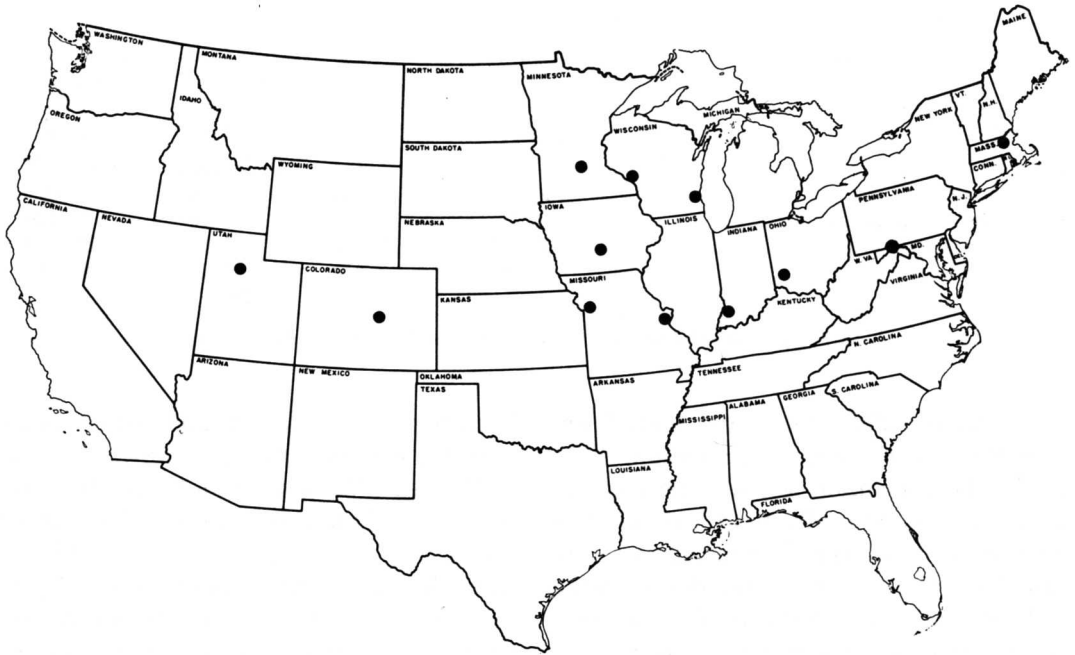 WASHINGTON
MONTANA
NORTH DAKOTA
MINNESOTA
MAINE
IDAHO
OREGON
WISCONSIN
MICHIGAN
NEW YORK
VT.
N.H.
SOUTH DAKOTA
WYOMING
MASS.
CONN.
CALIFORNIA
NEVADA
UTAH
NEBRASKA
IOWA
ILLINOIS
INDIANA
OHIO
PENNSYLVANIA
N.J.
COLORADO
KANSAS
MISSOURI
KENTUCKY
W. VA.
MD.
VIRGINIA
ARIZONA
NEW MEXICO
OKLAHOMA
TEXAS
ARKANSAS
TENNESSEE
N. CAROLINA
S. CAROLINA
MISSISSIPPI
ALABAMA
GEORGIA
LOUISIANA
FLORIDA